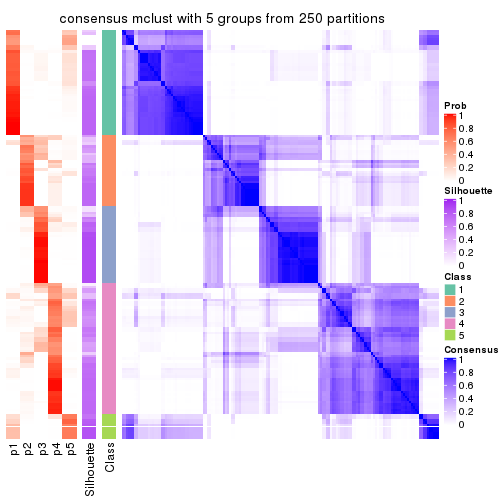 consensus mclust with 5 groups from 250 partitions
Prob
1
0.8
0.6
0.4
0.2
0
Silhouette
1
0.8
0.6
0.4
0.2
0
Class
1
2
3
4
5
Consensus
1
0.8
0.6
0.4
0.2
0
p1
p2
p3
p4
p5
Silhouette
Class